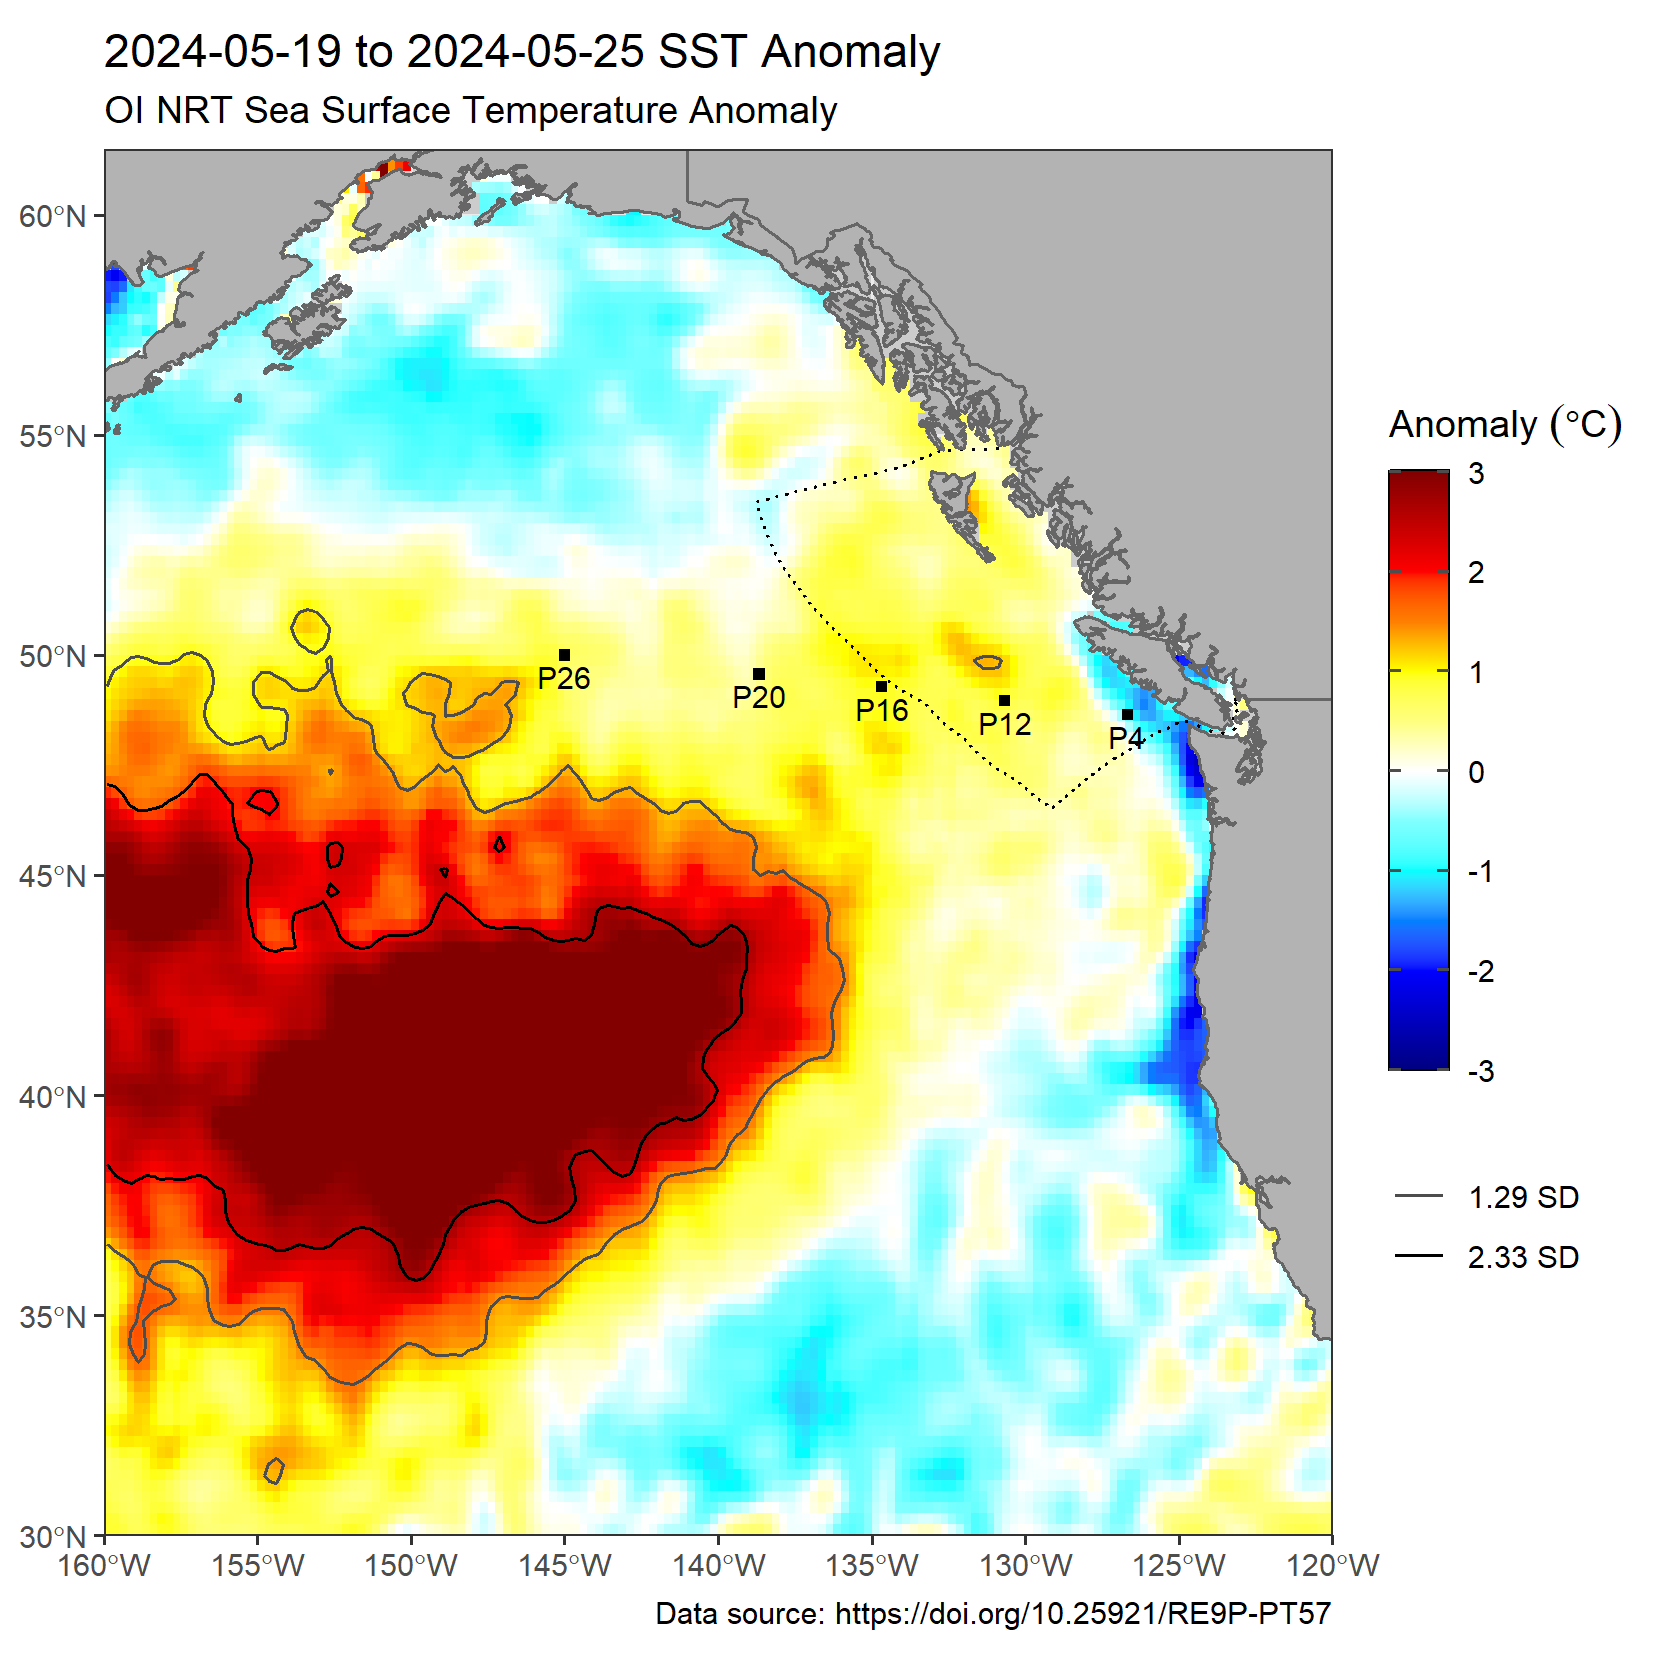 2024-05-19 to 2024-05-25 SST Anomaly
OI NRT Sea Surface Temperature Anomaly
60°N
55°N
50°N
45°N
40°N
35°N
30°N
160°W
155°W
150°W
145°W
140°W
135°W
130°W
125°W
120°W
P26
P20
P16
P12
P4
Anomaly (°C)
3
2
1
0
-1
-2
-3
1.29 SD
2.33 SD
Data source: https://doi.org/10.25921/RE9P-PT57